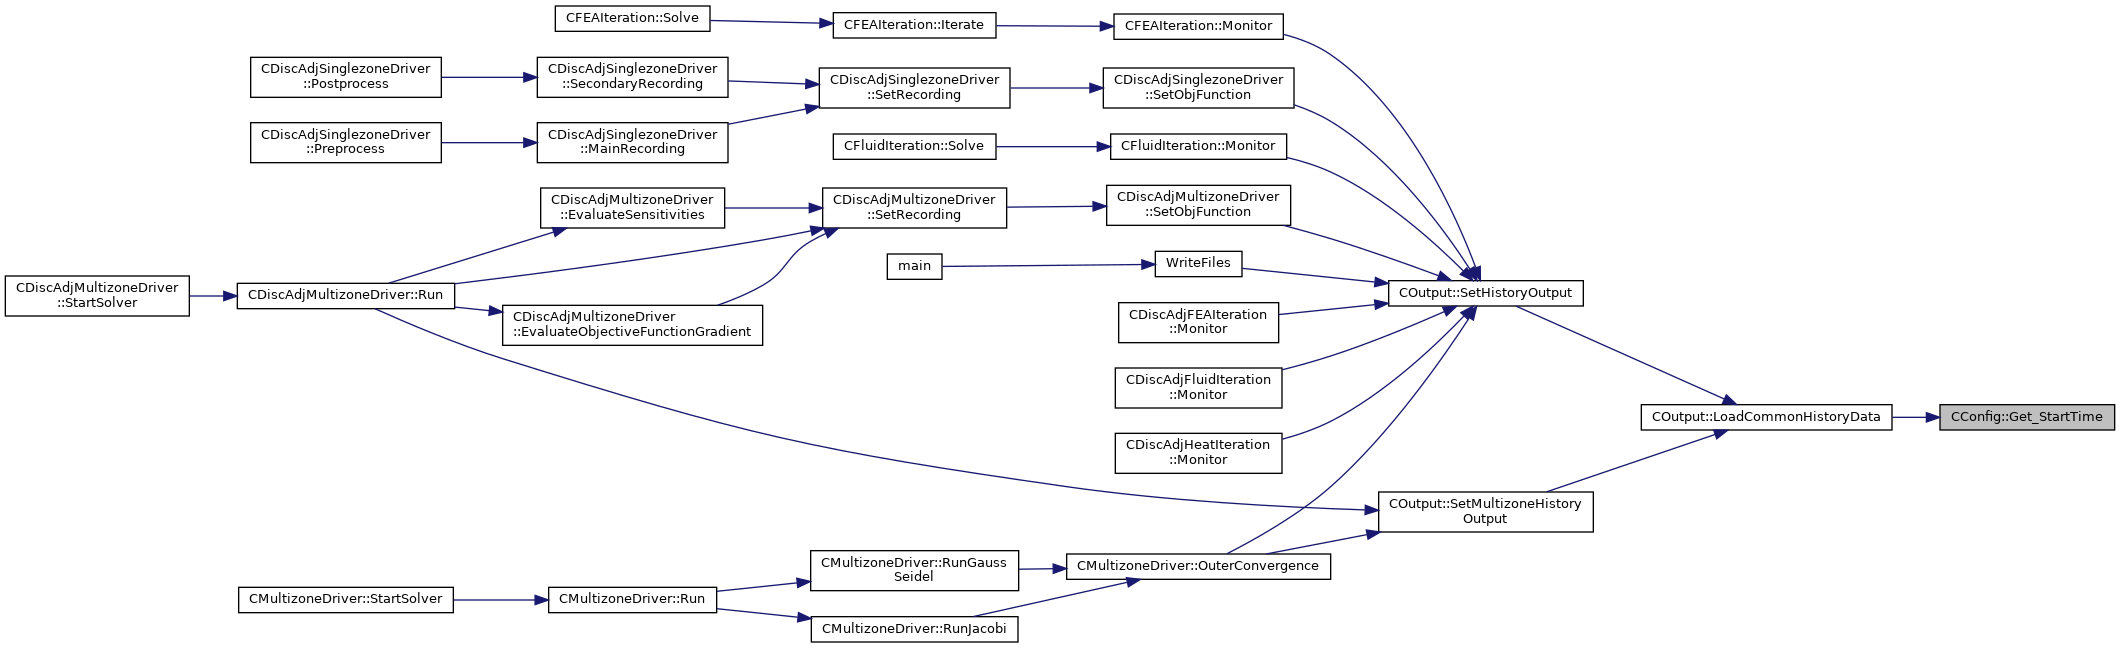 CFEAIteration::Solve
CFEAIteration::Iterate
CFEAIteration::Monitor
CDiscAdjSinglezoneDriver
::Postprocess
CDiscAdjSinglezoneDriver
::SecondaryRecording
CDiscAdjSinglezoneDriver
::SetRecording
CDiscAdjSinglezoneDriver
::SetObjFunction
CDiscAdjSinglezoneDriver
::Preprocess
CDiscAdjSinglezoneDriver
::MainRecording
CFluidIteration::Solve
CFluidIteration::Monitor
CDiscAdjMultizoneDriver
::EvaluateSensitivities
CDiscAdjMultizoneDriver
::SetRecording
CDiscAdjMultizoneDriver
::SetObjFunction
main
WriteFiles
CDiscAdjMultizoneDriver
::StartSolver
CDiscAdjMultizoneDriver::Run
CDiscAdjMultizoneDriver
::EvaluateObjectiveFunctionGradient
CDiscAdjFEAIteration
::Monitor
COutput::SetHistoryOutput
CDiscAdjFluidIteration
::Monitor
COutput::LoadCommonHistoryData
CConfig::Get_StartTime
CDiscAdjHeatIteration
::Monitor
COutput::SetMultizoneHistory
Output
CMultizoneDriver::OuterConvergence
CMultizoneDriver::RunGauss
Seidel
CMultizoneDriver::StartSolver
CMultizoneDriver::Run
CMultizoneDriver::RunJacobi